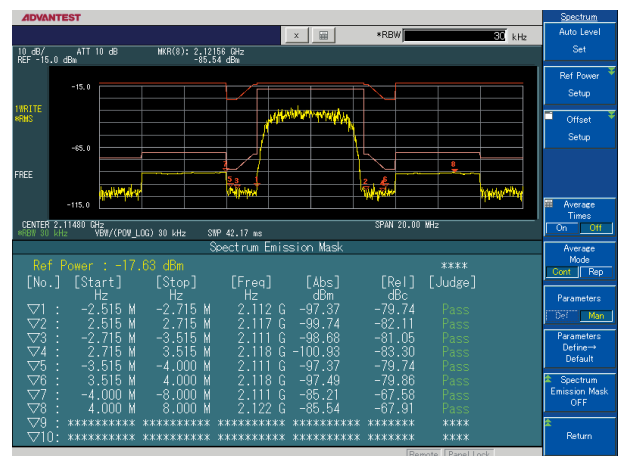 ADVANTEST
x
*RBW 30 kHz
10 dB/ ATT 10 dB MKR(8): 2.12156 GHz
REF -15.0 dBm -85.54 dBm
-15.0
1WRITE
*RMS
-65.0
FREE
-115.0
CENTER 2.11480 GHz SPAN 20.00 MHz
*RBW 30 kHz VBW/(POW_LOG) 30 kHz SWP 42.17 ms
Spectrum Emission Mask
Ref Power : -17.63 dBm ****
[No.] [Start] [Stop] [Freq] [Abs] [Rel] [Judge]
Hz Hz Hz dBm dBc
▽1 : -2.515 M -2.715 M 2.112 G -97.37 -79.74 Pass
▽2 : 2.515 M 2.715 M 2.117 G -99.74 -82.11 Pass
▽3 : -2.715 M -3.515 M 2.111 G -98.68 -81.05 Pass
▽4 : 2.715 M 3.515 M 2.118 G -100.93 -83.30 Pass
▽5 : -3.515 M -4.000 M 2.111 G -97.37 -79.74 Pass
▽6 : 3.515 M 4.000 M 2.118 G -97.49 -79.86 Pass
▽7 : -4.000 M -8.000 M 2.111 G -85.21 -67.58 Pass
▽8 : 4.000 M 8.000 M 2.122 G -85.54 -67.91 Pass
▽9 : ********** ********** ******** ******* ******* ****
▽10: ********** ********** ******** ******* ******* ****
Remote Panel Lock
Spectrum
Auto Level
Set
Ref Power
Setup
Offset
Setup
Average
Times
On Off
Average
Mode
Cont Rep
Parameters
Def Man
Parameters
Define→
Default
Spectrum
Emission Mask
OFF
Return